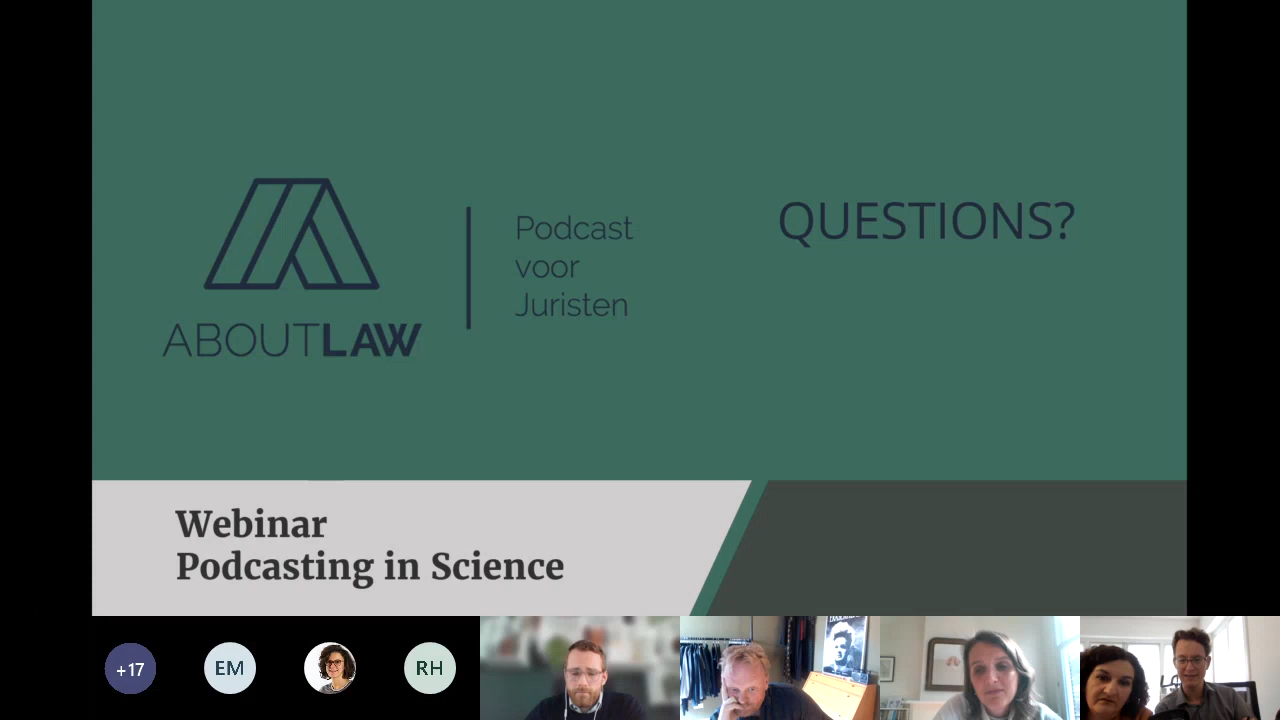 ABOUTLAW
Podcast
voor
Juristen
QUESTIONS?
Webinar
Podcasting in Science
+17
EM
RH